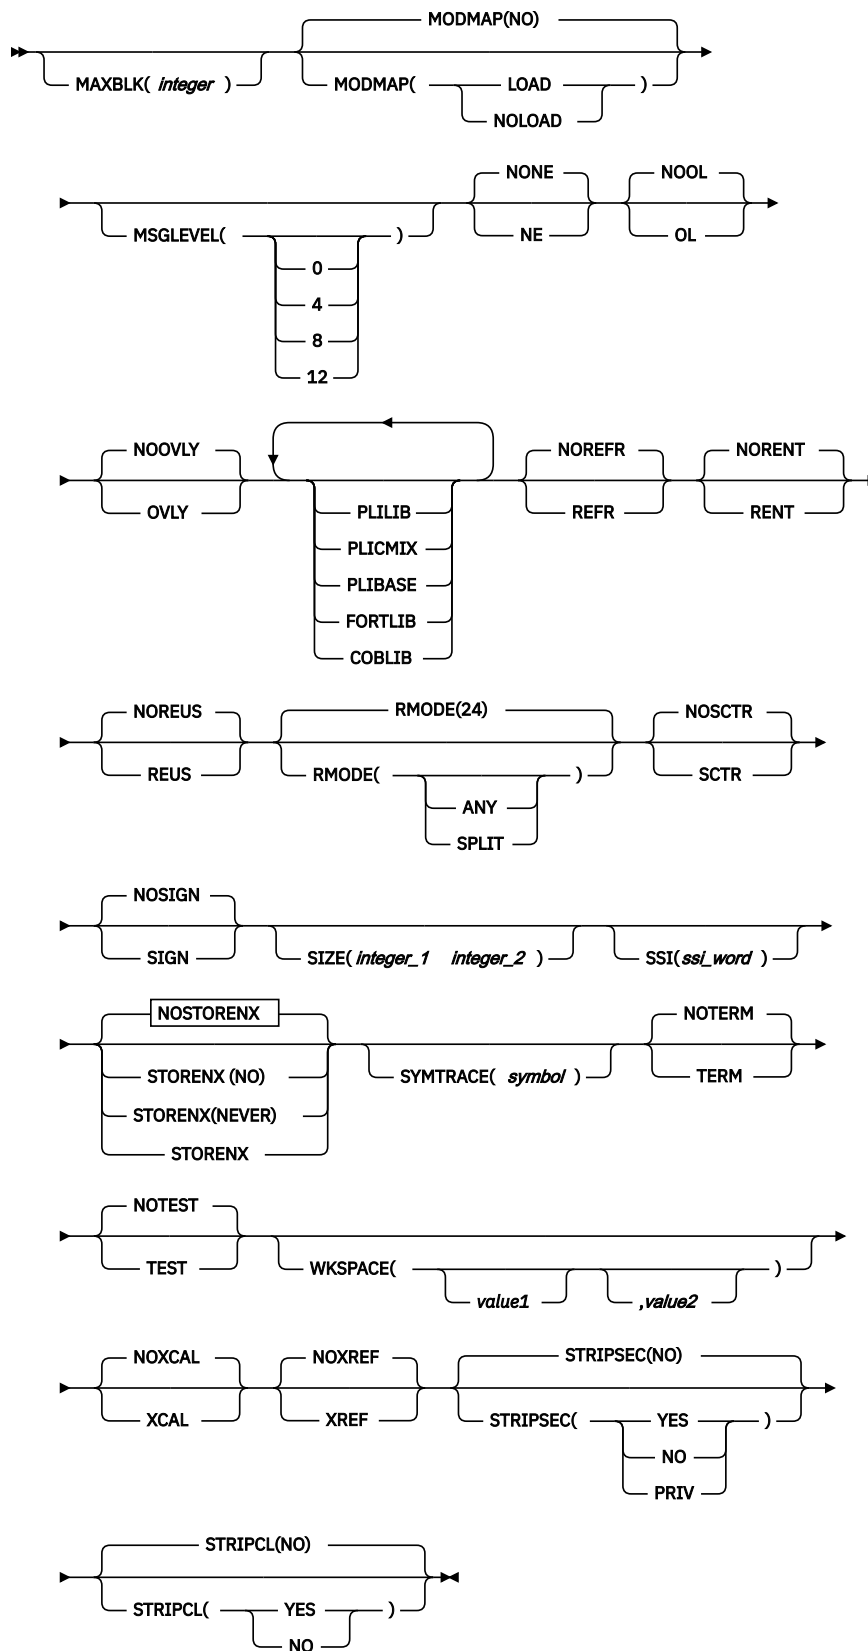 MODMAP(NO)
MAXBLK( integer )
MODMAP( LOAD )
NOLOAD
NONE NOOL
MSGLEVEL( ) NE OL
0
4
8
12
NOOVLY NOREFR NORENT
OVLY PLILIB REFR RENT
PLICMIX
PLIBASE
FORTLIB
COBLIB
NOREUS RMODE(24) NOSCTR
REUS RMODE( ) SCTR
ANY
SPLIT
NOSIGN
SIGN SIZE( integer_1 integer_2 ) SSI(ssi_word )
NOSTORENX NOTERM
STORENX (NO) SYMTRACE( symbol ) TERM
STORENX(NEVER)
STORENX
NOTEST
TEST WKSPACE( )
value1 ,value2
NOXCAL NOXREF STRIPSEC(NO)
XCAL XREF STRIPSEC( YES )
NO
PRIV
STRIPCL(NO)
STRIPCL( YES )
NO